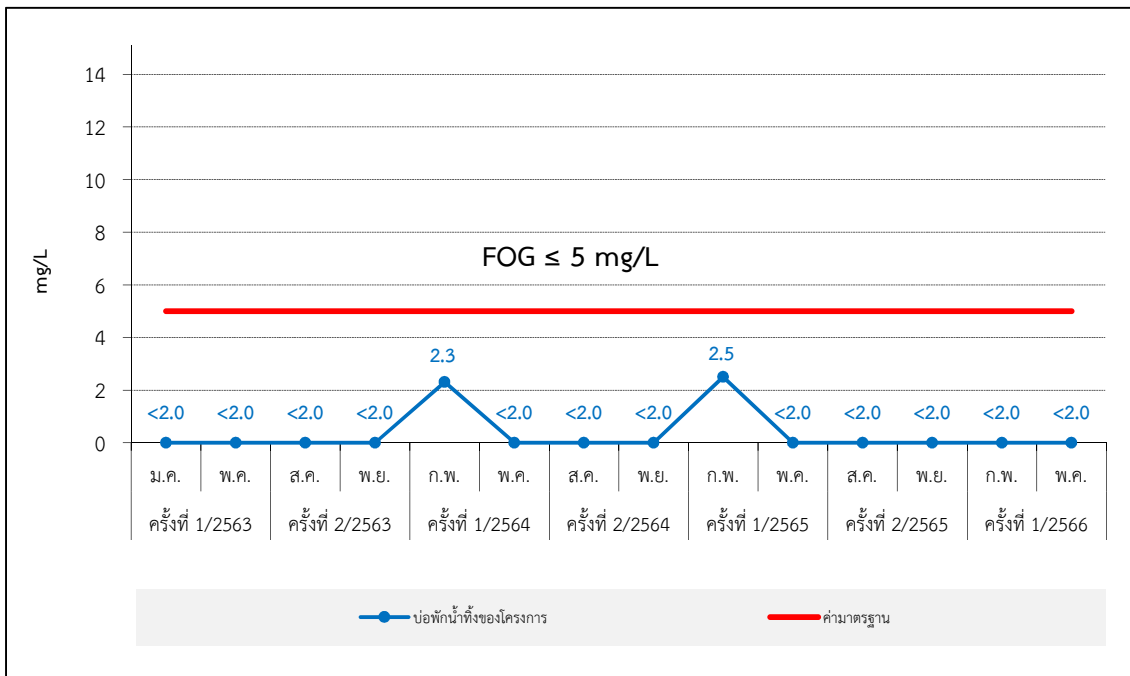 14
12
10
8
6
4
2
0
mg/L
FOG ≤ 5 mg/L
<2.0 <2.0 <2.0 <2.0 2.3 <2.0 <2.0 <2.0 2.5 <2.0 <2.0 <2.0 <2.0 <2.0
ม.ค. พ.ค. ส.ค. พ.ย. ก.พ. พ.ค. ส.ค. พ.ย. ก.พ. พ.ค. ส.ค. พ.ย. ก.พ. พ.ค.
ครั้งที่ 1/2563 ครั้งที่ 2/2563 ครั้งที่ 1/2564 ครั้งที่ 2/2564 ครั้งที่ 1/2565 ครั้งที่ 2/2565 ครั้งที่ 1/2566
บ่อพักน้ำทิ้งของโครงการ ค่ามาตรฐาน